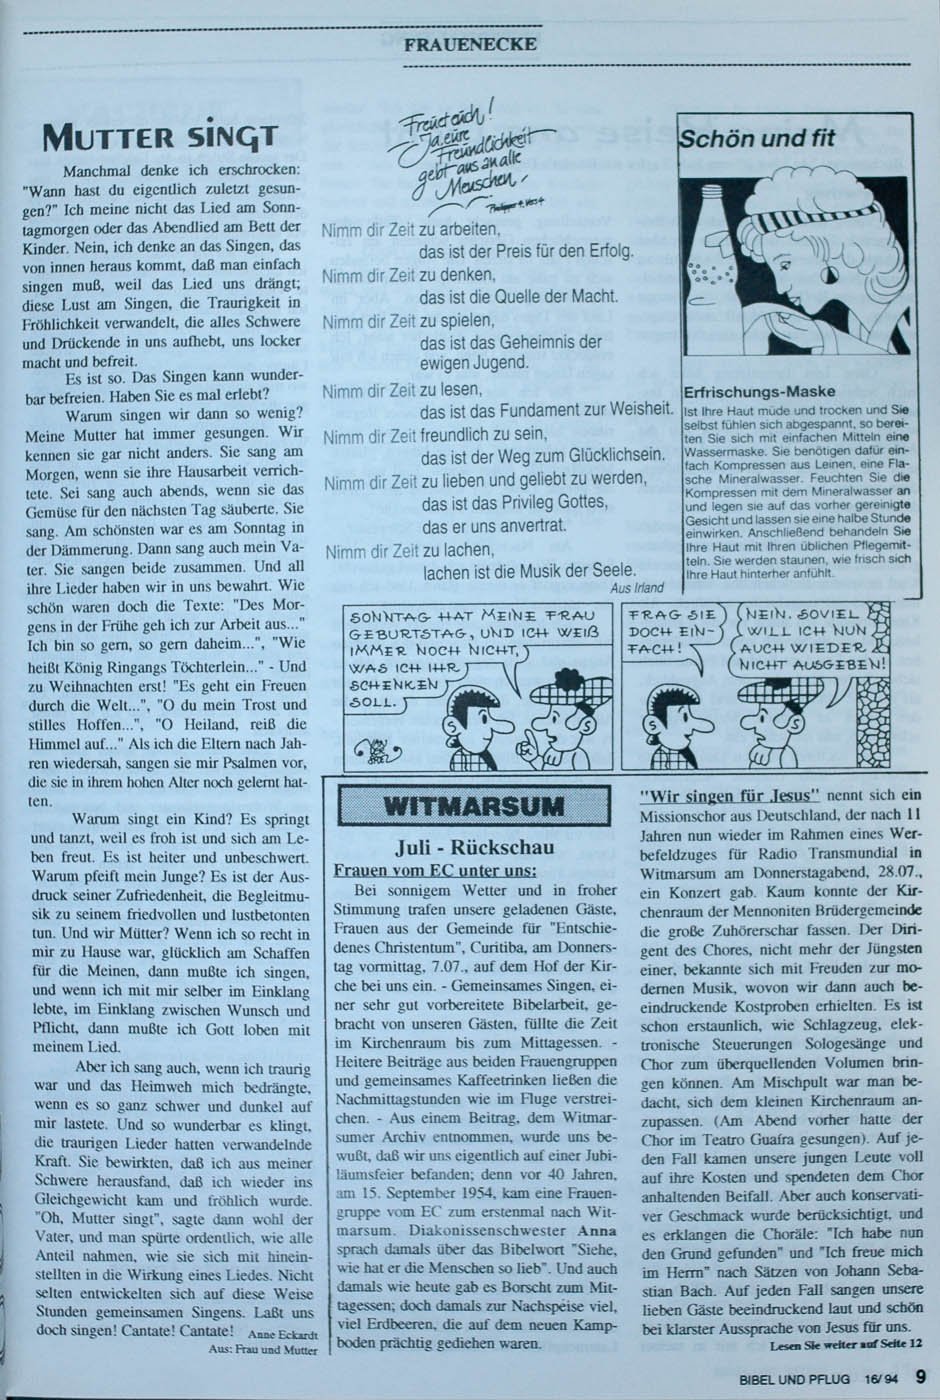 FRAUENECKE
MUTTER SINGT
Manchmal denke ich erschrocken:
"Wann hast du eigentlich zuletzt gesun-
gen?" Ich meine nicht das Lied am Sonn-
tagmorgen oder das Abendlied am Bett der
Kinder. Nein, ich denke an das Singen, das
von innen heraus kommt, daß man einfach
singen muß, weil das Lied uns drängt;
diese Lust am Singen, die Traurigkeit in
Fröhlichkeit verwandelt, die alles Schwere
und Drückende in uns aufhebt, uns locker
macht und befreit.
Es ist so. Das Singen kann wunder-
bar befreien. Haben Sie es mal erlebt?
Warum singen wir dann so wenig?
Meine Mutter hat immer gesungen. Wir
kennen sie gar nicht anders. Sie sang am
Morgen, wenn sie ihre Hausarbeit verrich-
tete. Sei sang auch abends, wenn sie das
Gemüse für den nächsten Tag säuberte. Sie
sang. Am schönsten war es am Sonntag in
der Dämmerung. Dann sang auch mein Va-
ter. Sie sangen beide zusammen. Und all
ihre Lieder haben wir in uns bewahrt. Wie
schön waren doch die Texte: "Des Mor-
gens in der Frühe geh ich zur Arbeit aus..."
Ich bin so gern, so gern daheim...", "Wie
heißt König Ringangs Töchterlein..." - Und
zu Weihnachten erst! "Es geht ein Freuen
durch die Welt...", "O du mein Trost und
stilles Hoffen...", "O Heiland, reiß die
Himmel auf..." Als ich die Eltern nach Jah-
ren wiedersah, sangen sie mir Psalmen vor,
die sie in ihrem hohen Alter noch gelernt hat-
ten.
Warum singt ein Kind? Es springt
und tanzt, weil es froh ist und sich am Le-
ben freut. Es ist heiter und unbeschwert.
Warum pfeift mein Junge? Es ist der Aus-
druck seiner Zufriedenheit, die Begleitmu-
sik zu seinem friedvollen und lustbetonten
tun. Und wir Mütter? Wenn ich so recht in
mir zu Hause war, glücklich am Schaffen
für die Meinen, dann mußte ich singen,
und wenn ich mit mir selber im Einklang
lebte, im Einklang zwischen Wunsch und
Pflicht, dann mußte ich Gott loben mit
meinem Lied.
Aber ich sang auch, wenn ich traurig
war und das Heimweh mich bedrängte,
wenn es so ganz schwer und dunkel auf
mir lastete. Und so wunderbar es klingt,
die traurigen Lieder hatten verwandelnde
Kraft. Sie bewirkten, daß ich aus meiner
Schwere herausfand, daß ich wieder ins
Gleichgewicht kam und fröhlich wurde.
"Oh, Mutter singt", sagte dann wohl der
Vater, und man spürte ordentlich, wie alle
Anteil nahmen, wie sie sich mit hinein-
stellten in die Wirkung eines Liedes. Nicht
selten entwickelten sich auf diese Weise
Stunden gemeinsamen Singens. Laßt uns
doch singen! Cantate! Cantate! Anne Eckardt
Aus: Frau und Mutter
Freuet euch!
Ja, eure
Freundlichkeit
geht aus an alle
Menschen.
Philipper 4, Vers 4
Nimm dir Zeit zu arbeiten,
das ist der Preis für den Erfolg.
Nimm dir Zeit zu denken,
das ist die Quelle der Macht.
Nimm dir Zeit zu spielen,
das ist das Geheimnis der
ewigen Jugend.
Nimm dir Zeit zu lesen,
das ist das Fundament zur Weisheit.
Nimm dir Zeit freundlich zu sein,
das ist der Weg zum Glücklichsein.
Nimm dir Zeit zu lieben und geliebt zu werden,
das ist das Privileg Gottes,
das er uns anvertrat.
Nimm dir Zeit zu lachen,
lachen ist die Musik der Seele.
Aus Irland
Schön und fit
Erfrischungs-Maske
Ist Ihre Haut müde und trocken und Sie
selbst fühlen sich abgespannt, so berei-
ten Sie sich mit einfachen Mitteln eine
Wassermaske. Sie benötigen dafür ein-
fach Kompressen aus Leinen, eine Fla-
sche Mineralwasser. Feuchten Sie die
Kompressen mit dem Mineralwasser an
und legen sie auf das vorher gereinigte
Gesicht und lassen sie eine halbe Stunde
einwirken. Anschließend behandeln Sie
Ihre Haut mit Ihren üblichen Pflegemit-
teln. Sie werden staunen, wie frisch sich
Ihre Haut hinterher anfühlt.
SONNTAG HAT MEINE FRAU
GEBURTSTAG, UND ICH WEIß
IMMER NOCH NICHT,
WAS ICH IHR
SCHENKEN
SOLL.
FRAG SIE
DOCH EIN-
FACH!
NEIN. SOVIEL
WILL ICH NUN
AUCH WIEDER
NICHT AUSGEBEN!
WITMARSUM
Juli - Rückschau
Frauen vom EC unter uns:
Bei sonnigem Wetter und in froher
Stimmung trafen unsere geladenen Gäste,
Frauen aus der Gemeinde für "Entschie-
denes Christentum", Curitiba, am Donners-
tag vormittag, 7.07., auf dem Hof der Kir-
che bei uns ein. - Gemeinsames Singen, ei-
ner sehr gut vorbereitete Bibelarbeit, ge-
bracht von unseren Gästen, füllte die Zeit
im Kirchenraum bis zum Mittagessen. -
Heitere Beiträge aus beiden Frauengruppen
und gemeinsames Kaffeetrinken ließen die
Nachmittagstunden wie im Fluge verstrei-
chen. - Aus einem Beitrag, dem Witmar-
sumer Archiv entnommen, wurde uns be-
wußt, daß wir uns eigentlich auf einer Jubi-
läumsfeier befanden; denn vor 40 Jahren,
am 15. September 1954, kam eine Frauen-
gruppe vom EC zum erstenmal nach Wit-
marsum. Diakonissenschwester Anna
sprach damals über das Bibelwort "Siehe,
wie hat er die Menschen so lieb". Und auch
damals wie heute gab es Borscht zum Mit-
tagessen; doch damals zur Nachspeise viel,
viel Erdbeeren, die auf dem neuen Kamp-
boden prächtig gediehen waren.
"Wir singen für Jesus" nennt sich ein
Missionschor aus Deutschland, der nach 11
Jahren nun wieder im Rahmen eines Wer-
befeldzuges für Radio Transmundial in
Witmarsum am Donnerstagabend, 28.07.,
ein Konzert gab. Kaum konnte der Kir-
chenraum der Mennoniten Brüdergemeinde
die große Zuhörerschar fassen. Der Diri-
gent des Chores, nicht mehr der Jüngsten
einer, bekannte sich mit Freuden zur mo-
dernen Musik, wovon wir dann auch be-
eindruckende Kostproben erhielten. Es ist
schon erstaunlich, wie Schlagzeug, elek-
tronische Steuerungen Sologesänge und
Chor zum überquellenden Volumen brin-
gen können. Am Mischpult war man be-
dacht, sich dem kleinen Kirchenraum an-
zupassen. (Am Abend vorher hatte der
Chor im Teatro Guafra gesungen). Auf je-
den Fall kamen unsere jungen Leute voll
auf ihre Kosten und spendeten dem Chor
anhaltenden Beifall. Aber auch konservati-
ver Geschmack wurde berücksichtigt, und
es erklangen die Choräle: "Ich habe nun
den Grund gefunden" und "Ich freue mich
im Herrn" nach Sätzen von Johann Seba-
stian Bach. Auf jeden Fall sangen unsere
lieben Gäste beeindruckend laut und schön
bei klarster Aussprache von Jesus für uns.
Lesen Sie weiter auf Seite 12
BIBEL UND PFLUG 16/94 9